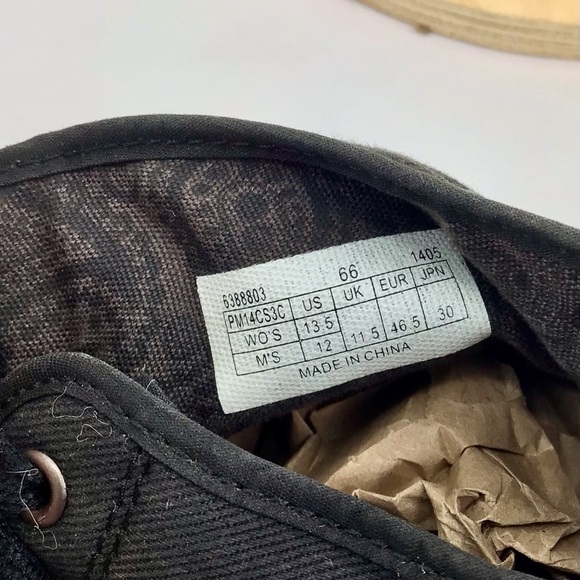 6388803 66 1405
PM14CS3C US UK EUR JPN
WO'S 13.5 11.5 46.5 30
M'S 12
MADE IN CHINA